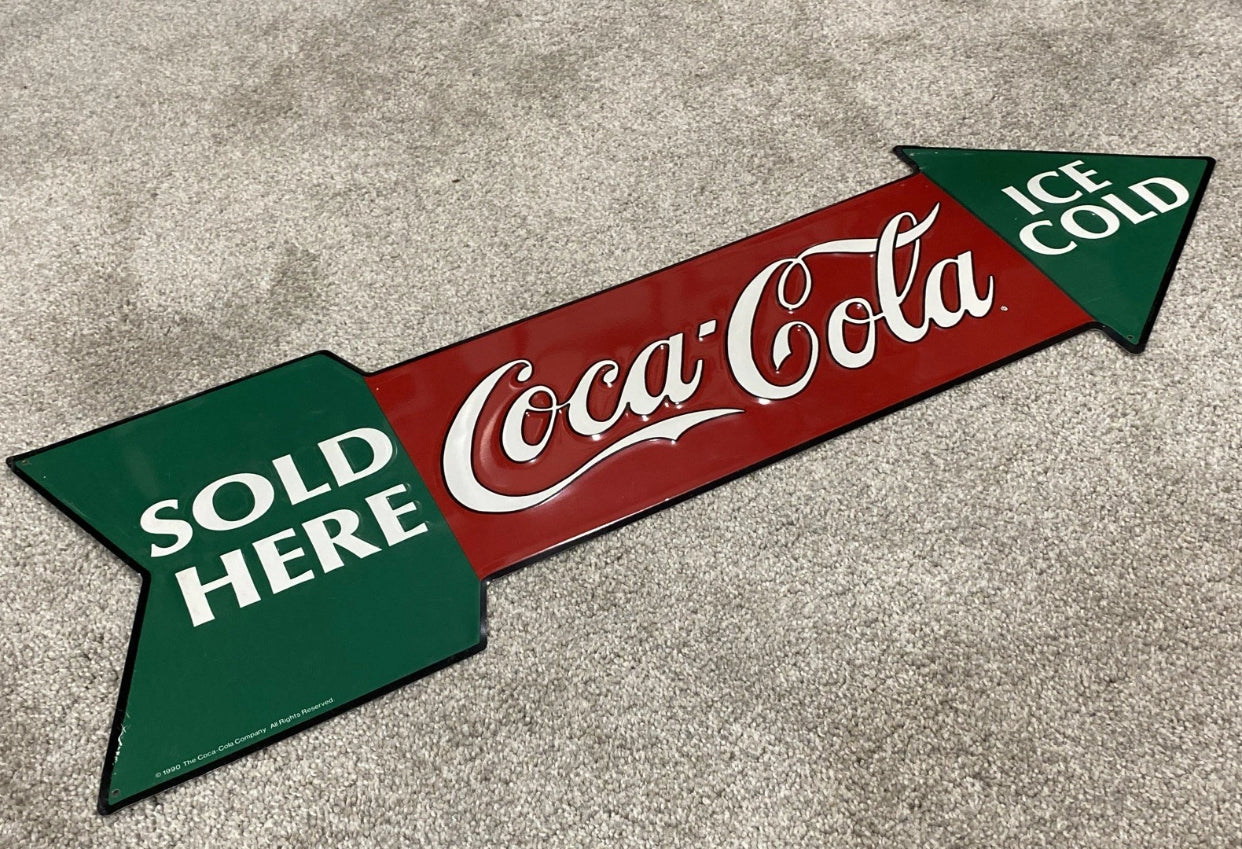 SOLD
HERE
Coca-Cola
ICE
COLD
© 1990 The Coca-Cola Company All Rights Reserved